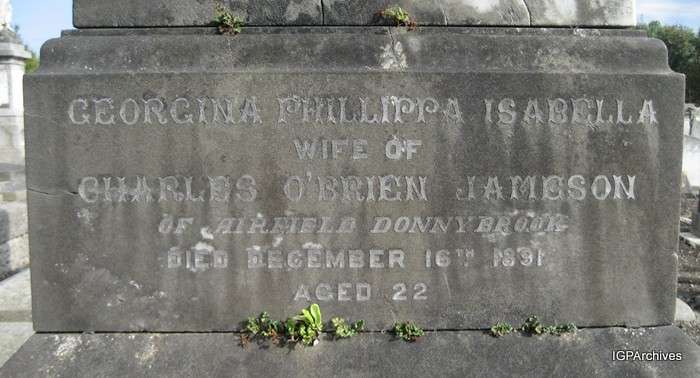 GEORGINA PHILLIPPA ISABELLA
WIFE OF
CHARLES O'BRIEN JAMESON
OF AIRFIELD DONNYBROOK
DIED DECEMBER 16TH 1891
AGED 22
IGPArchives